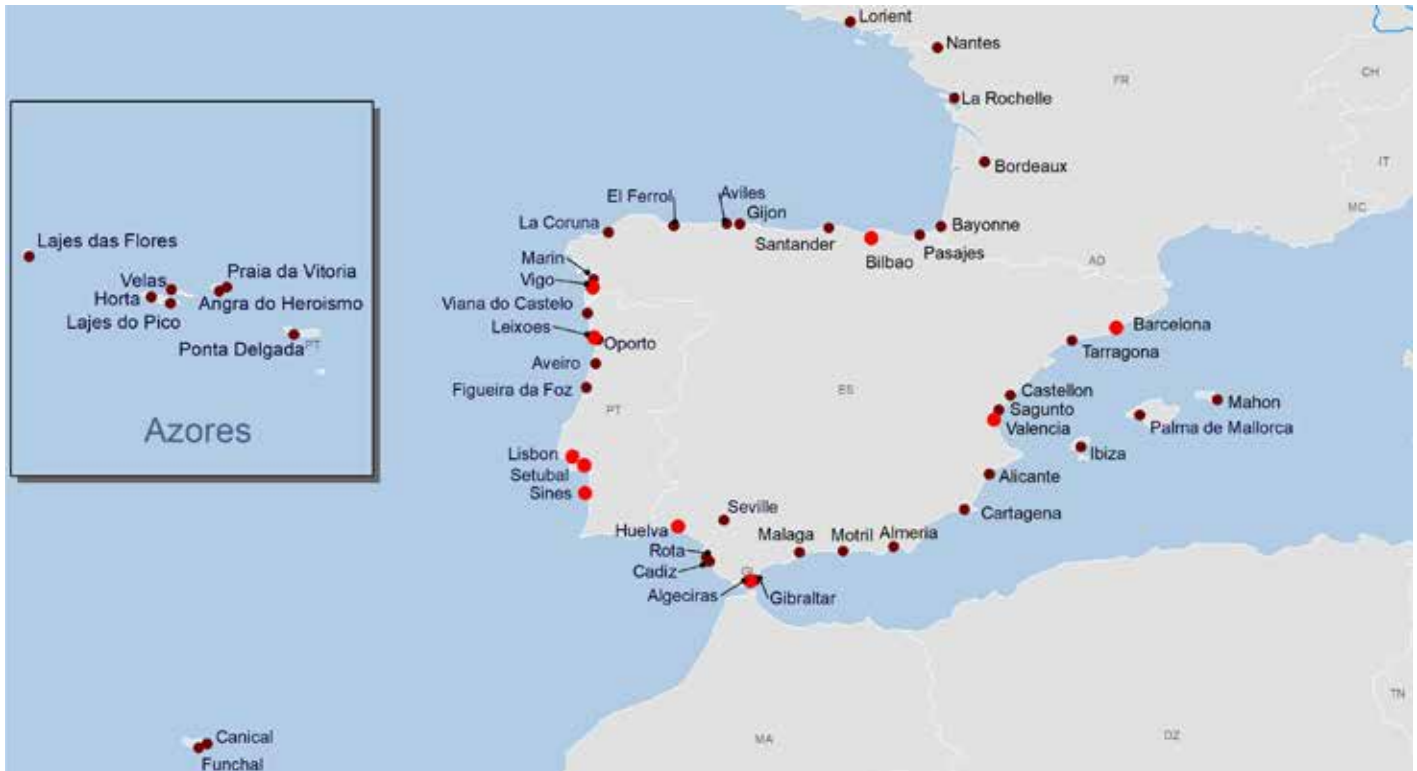 Lorient
Nantes
FR
CH
La Rochelle
IT
Bordeaux
MC
El Ferrol
Aviles
Gijon
La Coruna
Santander
Bilbao
Pasajes
Bayonne
AD
Lajes das Flores
Marin
Vigo
Velas
Praia da Vitoria
Horta
Angra do Heroismo
Lajes do Pico
Viana do Castelo
Leixoes
Oporto
Barcelona
Ponta Delgada
PT
Tarragona
Aveiro
Figueira da Foz
PT
ES
Castellon
Sagunto
Valencia
Mahon
Palma de Mallorca
Azores
Lisbon
Setubal
Sines
Ibiza
Alicante
Cartagena
Seville
Huelva
Malaga
Motril
Almeria
Rota
Cadiz
GI
Algeciras
Gibraltar
TN
Canical
Funchal
MA
DZ